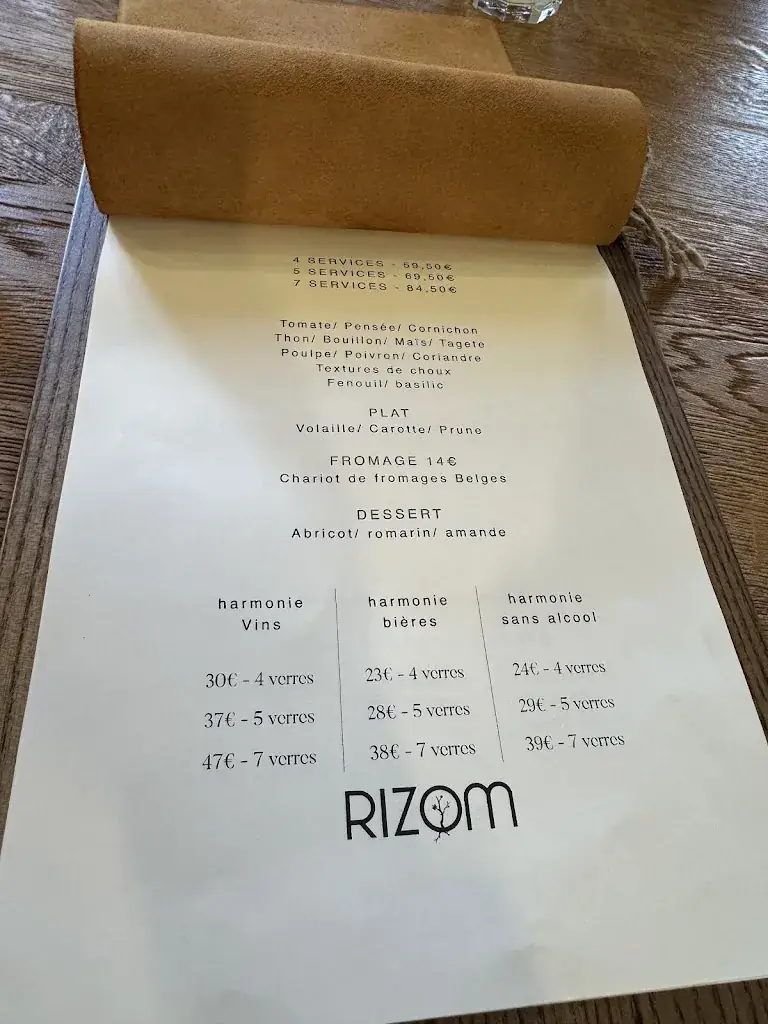 4 SERVICES - 59,50€
5 SERVICES - 69,50€
7 SERVICES - 84,50€
Tomate/ Pensée/ Cornichon
Thon/ Bouillon/ Maïs/ Tagete
Poulpe/ Poivron/ Coriandre
Textures de choux
Fenouil/ basilic
PLAT
Volaille/ Carotte/ Prune
FROMAGE 14€
Chariot de fromages Belges
DESSERT
Abricot/ romarin/ amande
harmonie
Vins
30€ - 4 verres
37€ - 5 verres
47€ - 7 verres
harmonie
bières
23€ - 4 verres
28€ - 5 verres
38€ - 7 verres
harmonie
sans alcool
24€ - 4 verres
29€ - 5 verres
39€ - 7 verres
RIZOM